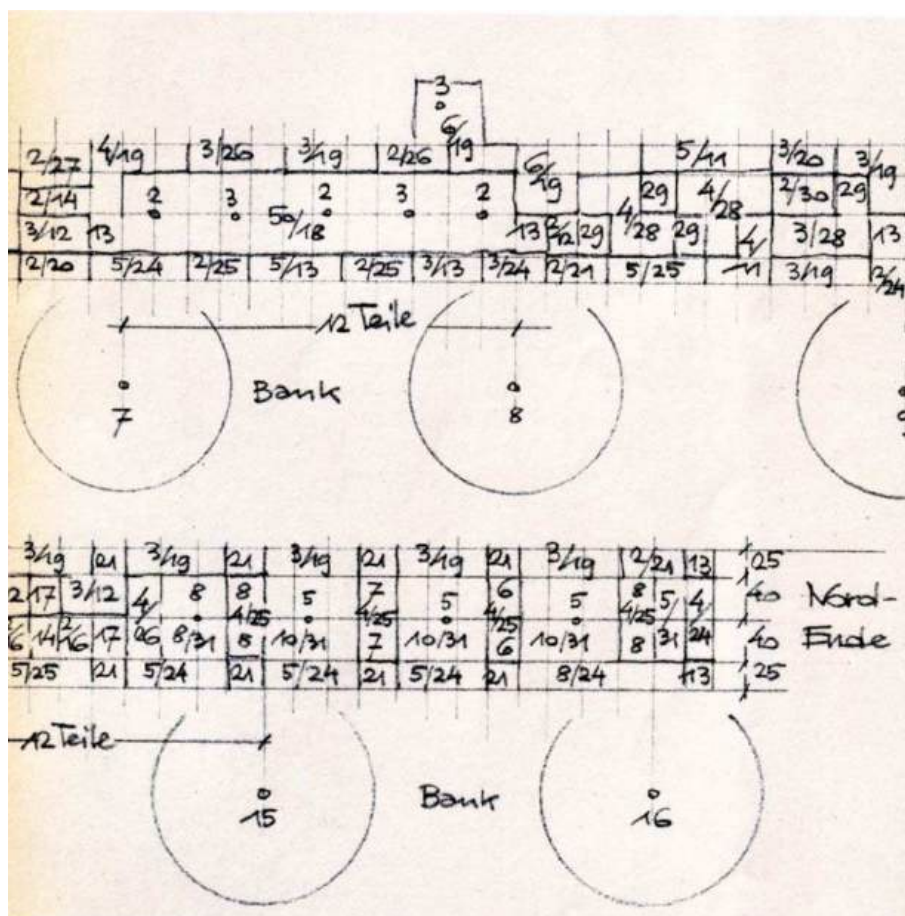 3
6/19
2/27 4/19 3/26 3/19 2/26 5/11 3/20 3/19
2/14 2 3 2 3 2 6/19 29 4/28 2/30 29
3/12 13 50/18 13 3/12 29 4/28 29 4/ 3/28 13
2/20 5/24 2/25 5/13 2/25 3/13 3/24 2/21 5/25 11 3/19 2/24
12 Teile
Bank
7 8 9
3/19 21 3/19 21 3/19 21 3/19 21 3/19 2/21 13 25
2 17 3/12 4/ 8 8 5 7 5 6 5 8 5/ 4/ 40 Nord-
4/25 4/25 4/25 4/25
6 14 2/16 17 26 8/31 8 10/31 7 10/31 6 10/31 8 31 24 40 Ende
5/25 21 5/24 21 5/24 21 5/24 21 8/24 13 25
12 Teile
Bank
15 16